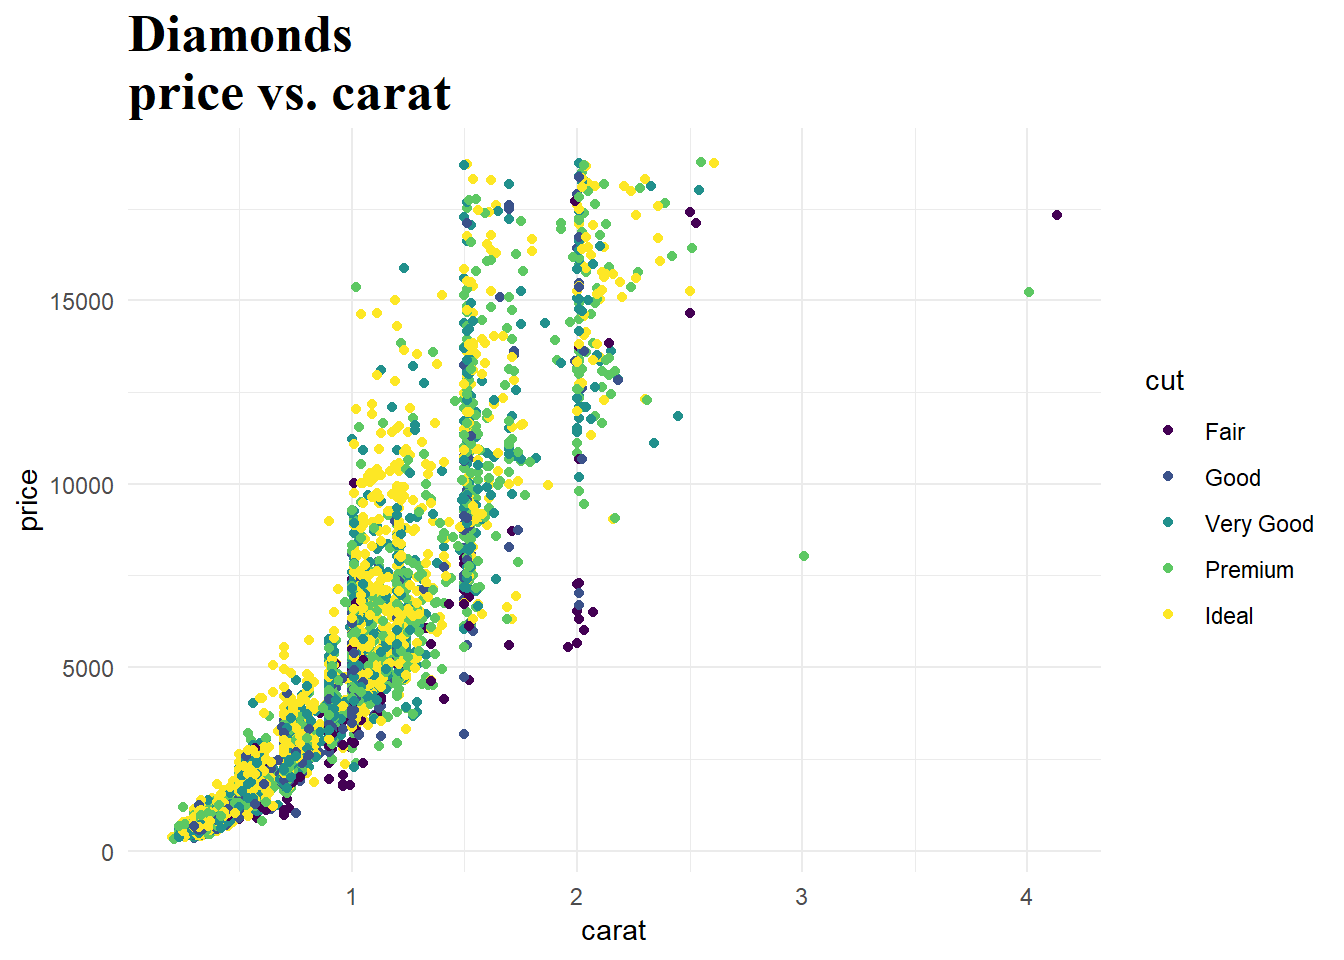 Diamonds
price vs. carat
15000
10000
5000
0
price
1 2 3 4
carat
cut
Fair
Good
Very Good
Premium
Ideal